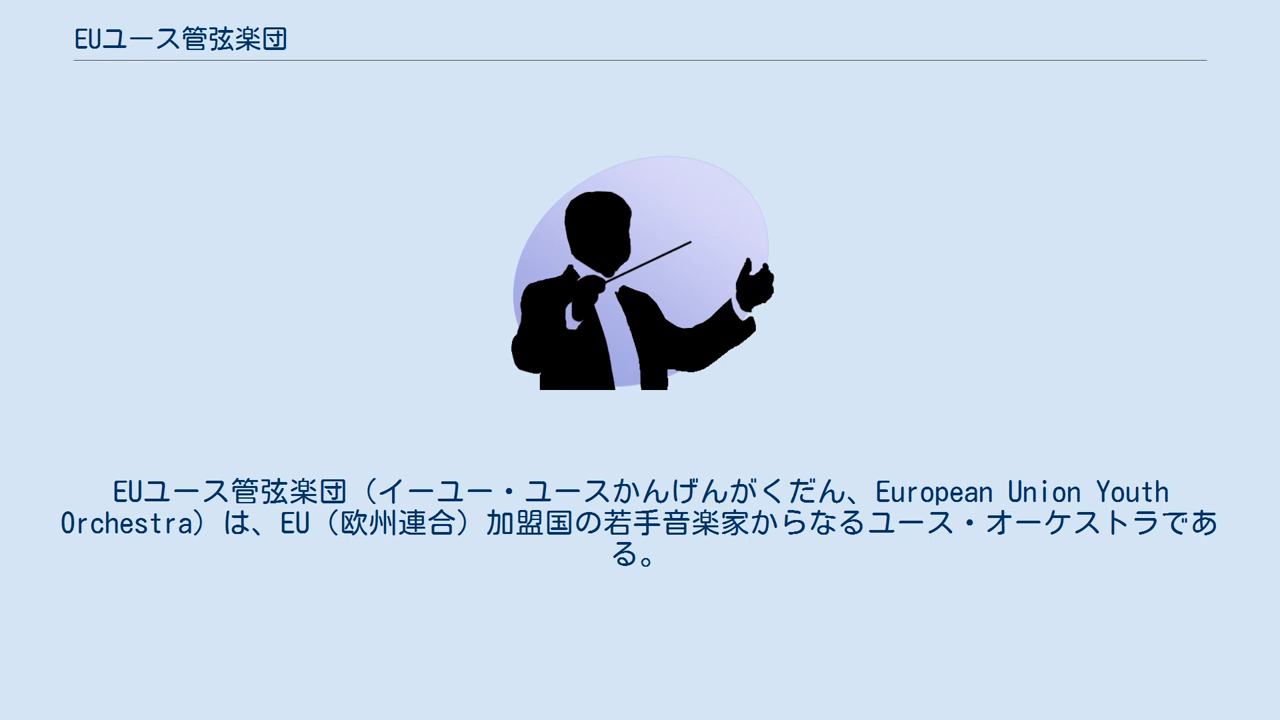 EUユース管弦楽団
EUユース管弦楽団（イーユー・ユースかんげんがくだん、European Union Youth
Orchestra）は、EU（欧州連合）加盟国の若手音楽家からなるユース・オーケストラであ
る。